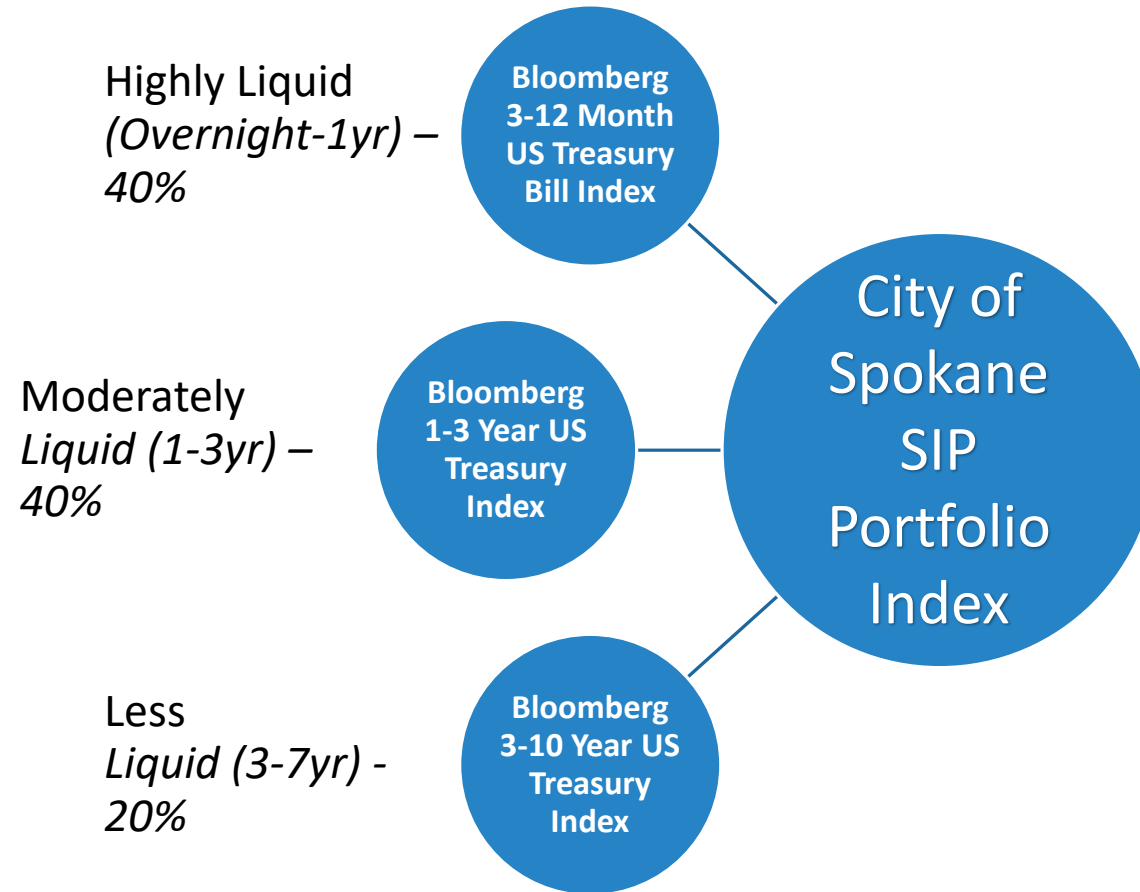 Highly Liquid
(Overnight-1yr) –
40%
Bloomberg
3-12 Month
US Treasury
Bill Index
Moderately
Liquid (1-3yr) –
40%
Bloomberg
1-3 Year US
Treasury
Index
Less
Liquid (3-7yr) -
20%
Bloomberg
3-10 Year US
Treasury
Index
City of
Spokane
SIP
Portfolio
Index